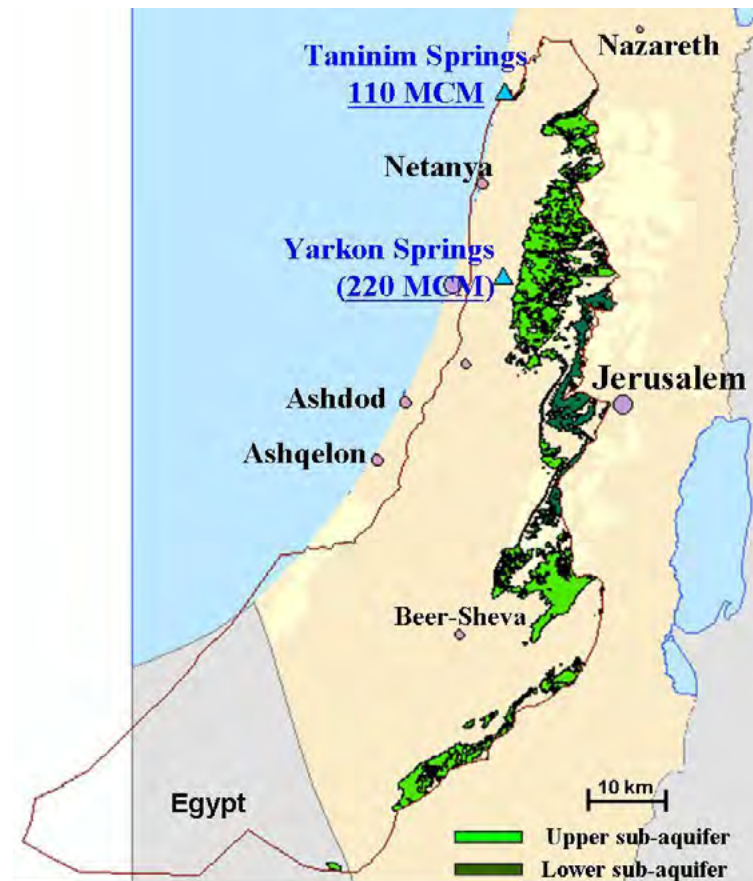 Nazareth
Taninim Springs
110 MCM
Netanya
Yarkon Springs
(220 MCM)
Jerusalem
Ashdod
Ashqelon
Beer-Sheva
Egypt
10 km
Upper sub-aquifer
Lower sub-aquifer